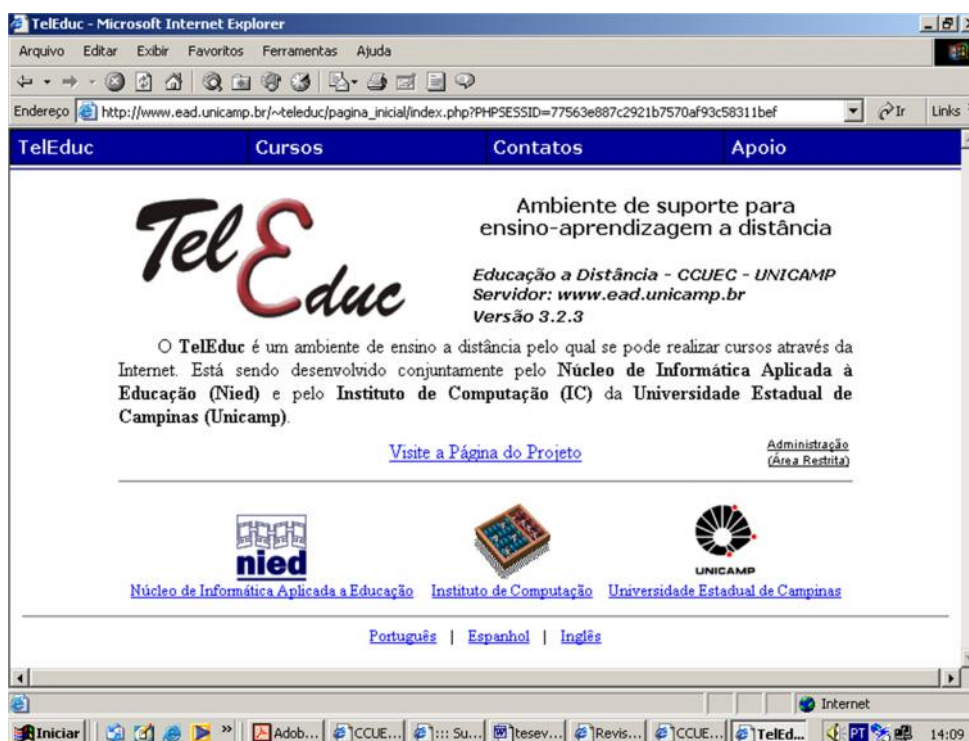 TelEduc - Microsoft Internet Explorer
Arquivo Editar Exibir Favoritos Ferramentas Ajuda
Endereço http://www.ead.unicamp.br/~teleduc/pagina_inicial/index.php?PHPSESSID=77563e887c2921b7570af93c58311bef Ir Links
TelEduc Cursos Contatos Apoio
TelEduc
Ambiente de suporte para
ensino-aprendizagem a distância
Educação a Distância - CCUEC - UNICAMP
Servidor: www.ead.unicamp.br
Versão 3.2.3
O TelEduc é um ambiente de ensino a distância pelo qual se pode realizar cursos através da
Internet. Está sendo desenvolvido conjuntamente pelo Núcleo de Informática Aplicada à
Educação (Nied) e pelo Instituto de Computação (IC) da Universidade Estadual de
Campinas (Unicamp).
Visite a Página do Projeto
Administração
(Área Restrita)
nied
UNICAMP
Núcleo de Informática Aplicada a Educação Instituto de Computação Universidade Estadual de Campinas
Português | Espanhol | Inglês
Internet
Iniciar » Adob... CCUE... ::: Su... tesev... Revis... CCUE... TelEd... PT 14:09